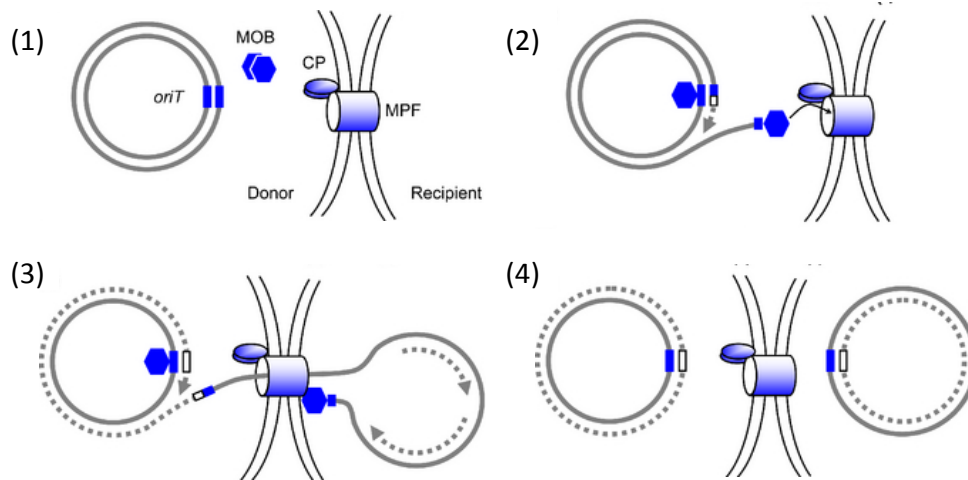 (1)
MOB
CP
oriT
MPF
Donor
Recipient
(2)
(3)
(4)